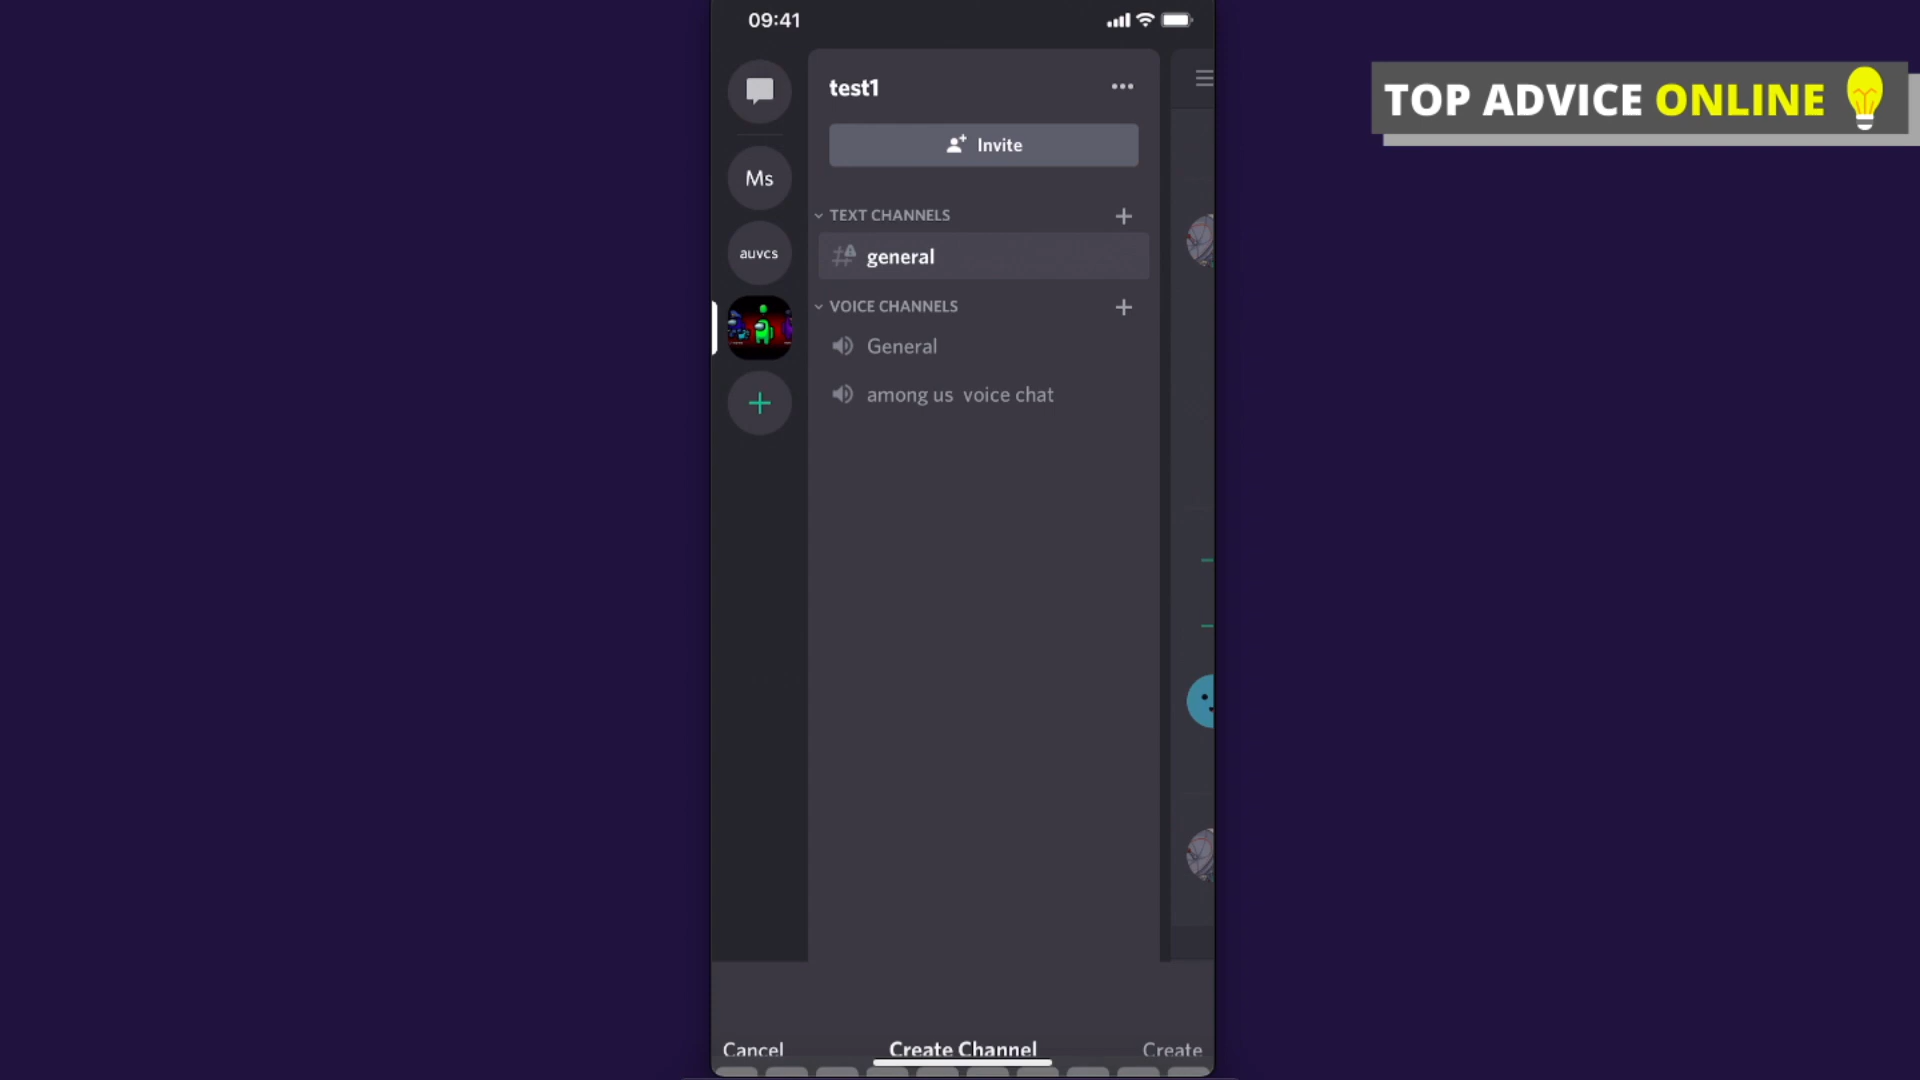 09:41
TOP ADVICE ONLINE
test1
Invite
Ms
TEXT CHANNELS
auvcs
general
VOICE CHANNELS
General
among us  voice chat
Cancel
Create Channel
Create